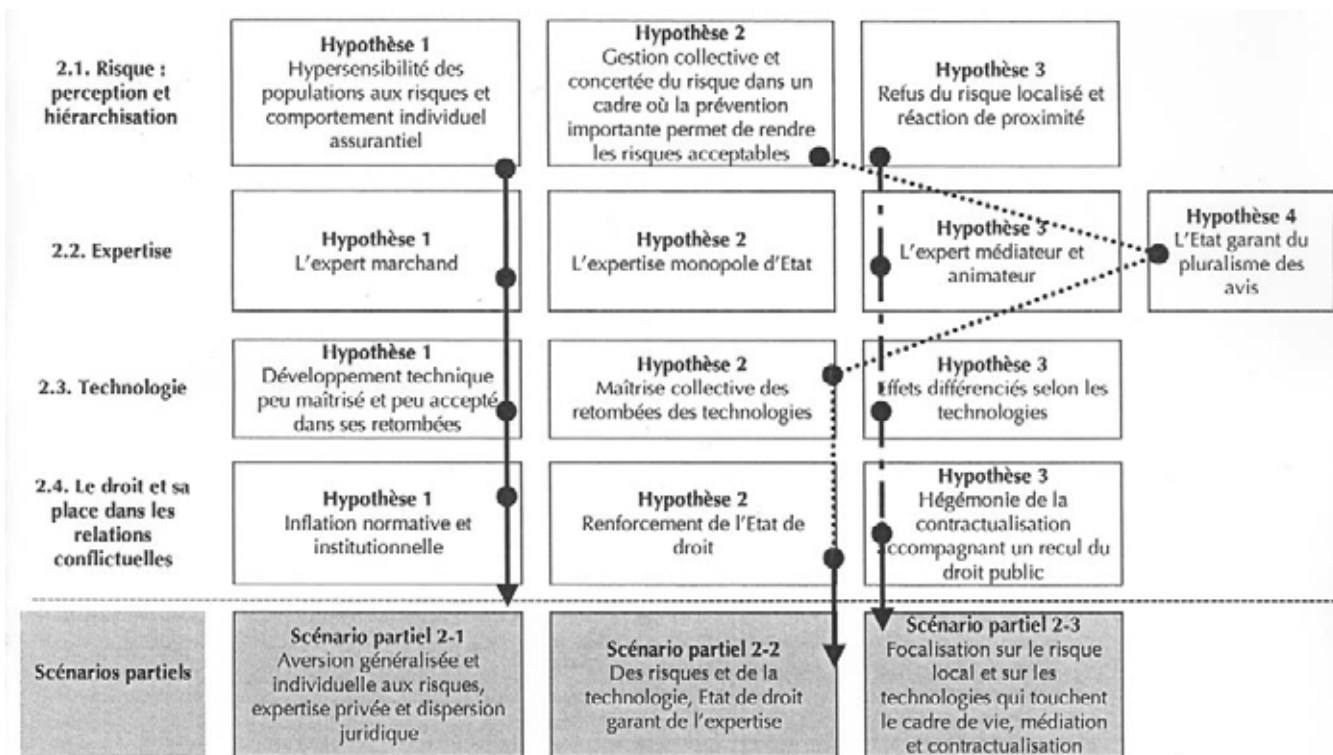 2.1. Risque :
perception et
hiérarchisation
Hypothèse 1
Hypersensibilité des
populations aux risques et
comportement individuel
assurantiel
Hypothèse 2
Gestion collective et
concertée du risque dans un
cadre où la prévention
importante permet de rendre
les risques acceptables
Hypothèse 3
Refus du risque localisé et
réaction de proximité
2.2. Expertise
Hypothèse 1
L'expert marchand
Hypothèse 2
L'expertise monopole d'Etat
Hypothèse 3
L'expert médiateur et
animateur
Hypothèse 4
L'Etat garant du
pluralisme des
avis
2.3. Technologie
Hypothèse 1
Développement technique
peu maîtrisé et peu accepté
dans ses retombées
Hypothèse 2
Maîtrise collective des
retombées des technologies
Hypothèse 3
Effets différenciés selon les
technologies
2.4. Le droit et sa
place dans les
relations
conflictuelles
Hypothèse 1
Inflation normative et
institutionnelle
Hypothèse 2
Renforcement de l'Etat de
droit
Hypothèse 3
Hégémonie de la
contractualisation
accompagnant un recul du
droit public
Scénarios partiels
Scénario partiel 2-1
Aversion généralisée et
individuelle aux risques,
expertise privée et dispersion
juridique
Scénario partiel 2-2
Des risques et de la
technologie, Etat de droit
garant de l'expertise
Scénario partiel 2-3
Focalisation sur le risque
local et sur les
technologies qui touchent
le cadre de vie, médiation
et contractualisation